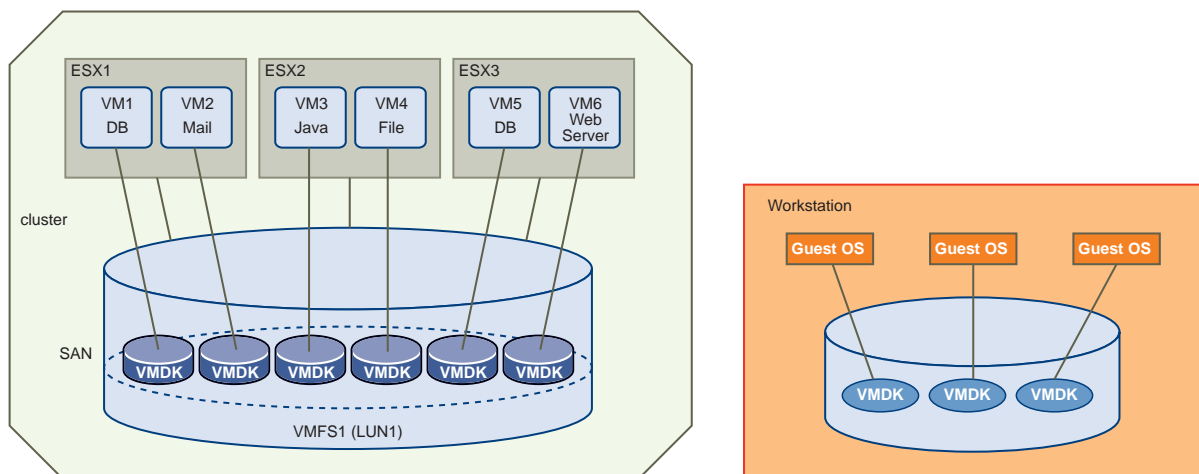 ESX1
VM1
DB
VM2
Mail
ESX2
VM3
Java
VM4
File
ESX3
VM5
DB
VM6
Web
Server
cluster
SAN
VMDK
VMDK
VMDK
VMDK
VMDK
VMDK
VMFS1 (LUN1)
Workstation
Guest OS
Guest OS
Guest OS
VMDK
VMDK
VMDK